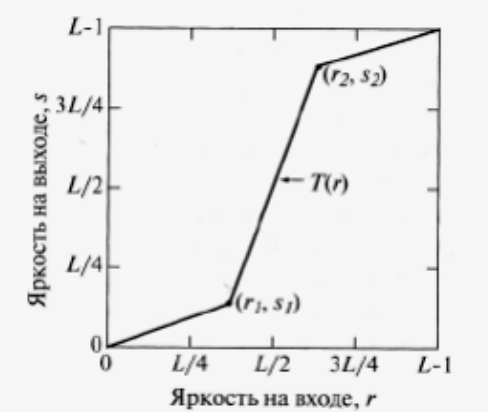 L-1
(r2, s2)
3L/4
Яркость на выходе, s
L/2
T(r)
L/4
(r1, s1)
0
0 L/4 L/2 3L/4 L-1
Яркость на входе, r